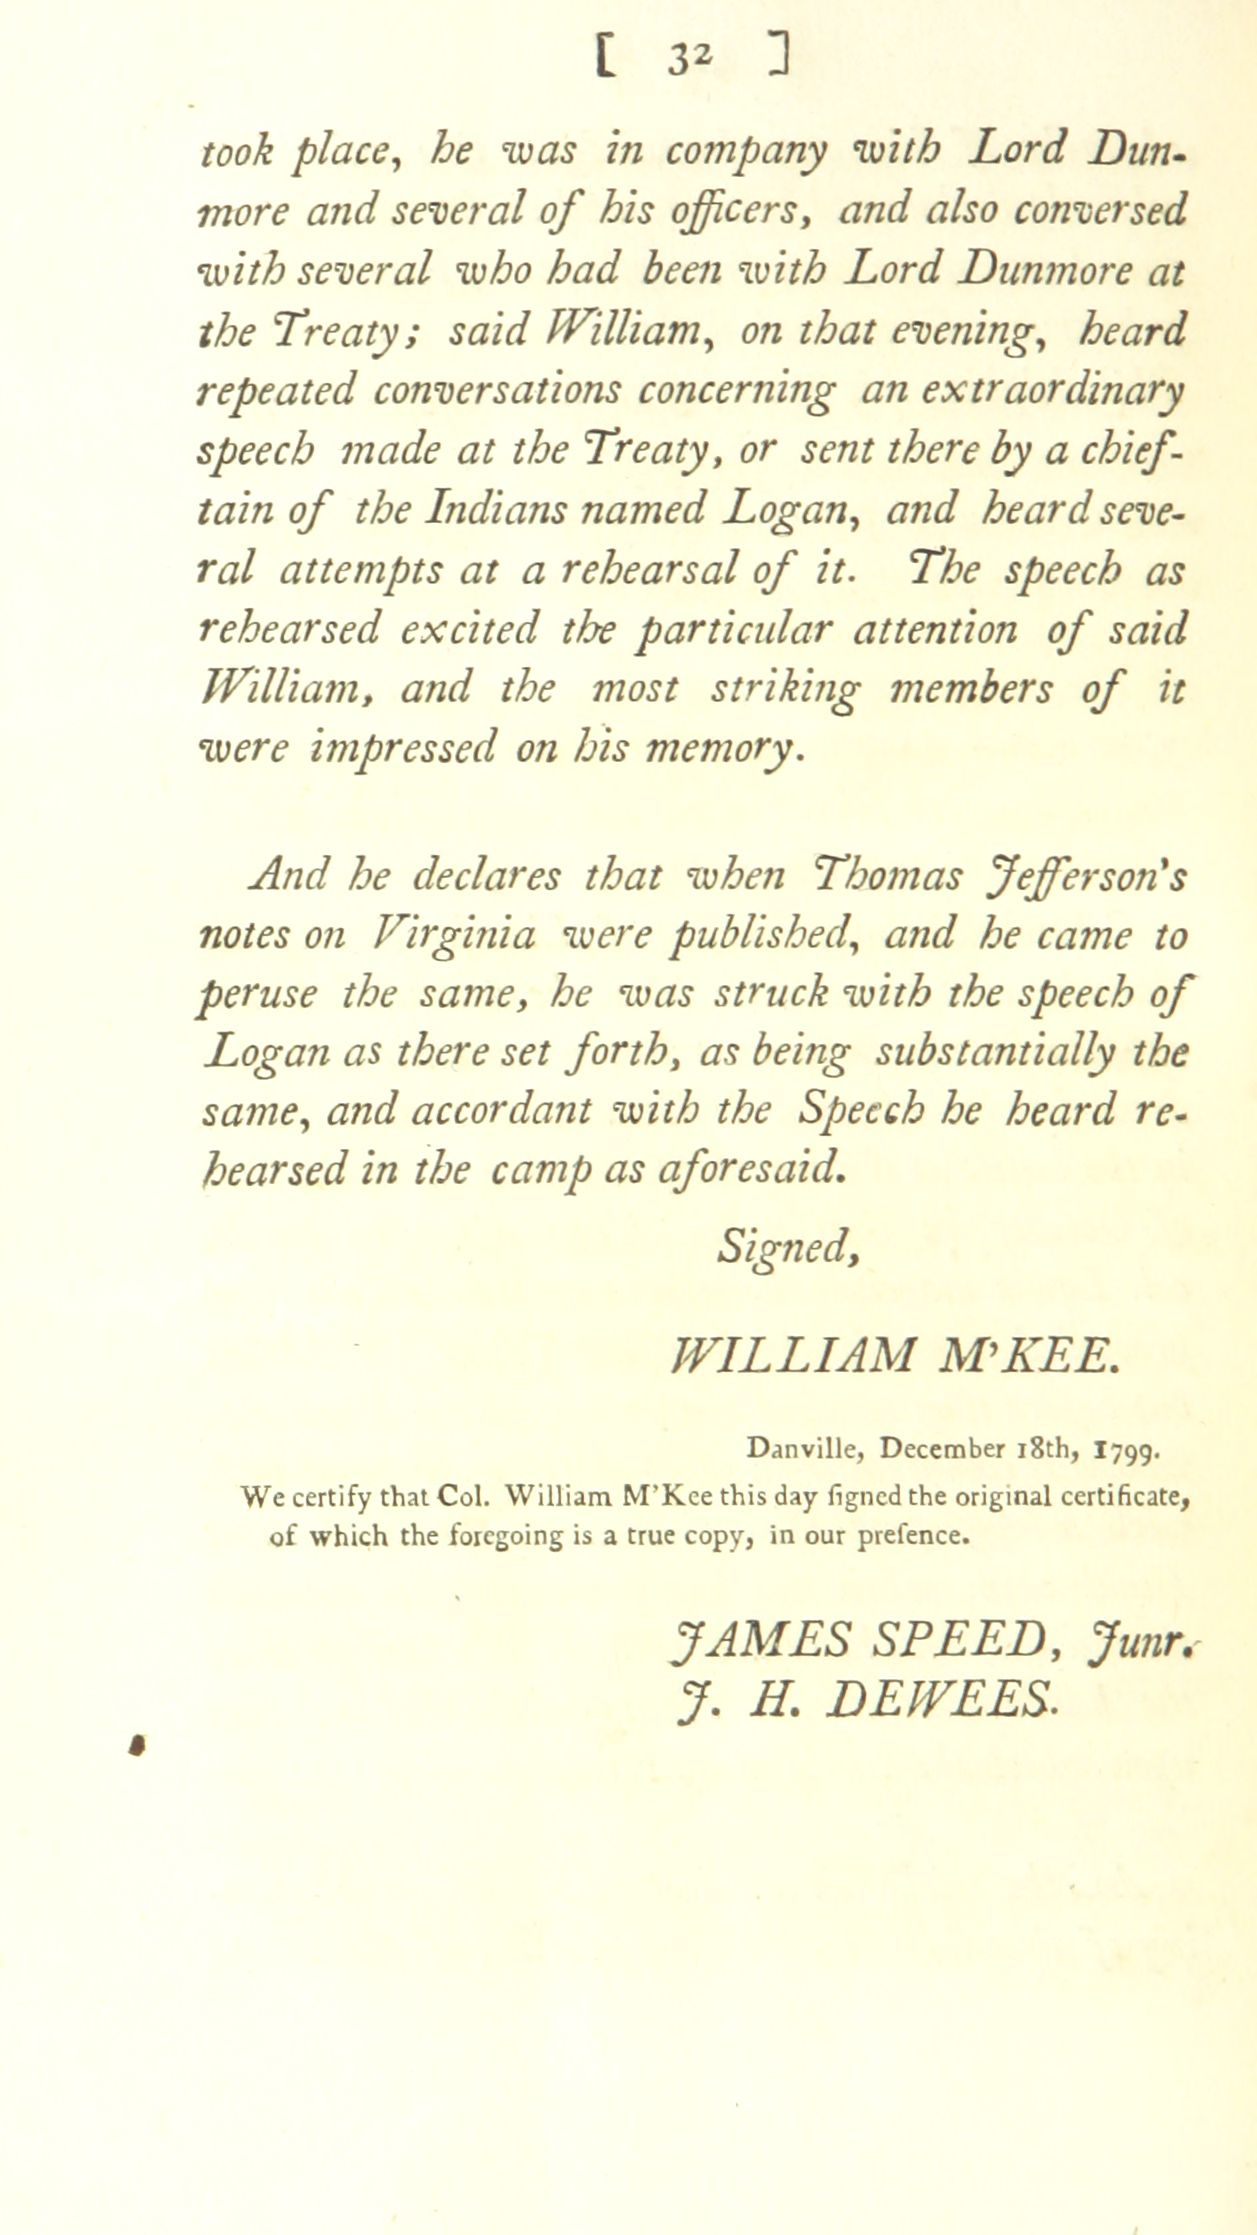 [ 32 ]
took place, he was in company with Lord Dun-
more and several of his officers, and also conversed
with several who had been with Lord Dunmore at
the Treaty; said William, on that evening, heard
repeated conversations concerning an extraordinary
speech made at the Treaty, or sent there by a chief-
tain of the Indians named Logan, and heard seve-
ral attempts at a rehearsal of it. The speech as
rehearsed excited the particular attention of said
William, and the most striking members of it
were impressed on his memory.
And he declares that when Thomas Jefferson's
notes on Virginia were published, and he came to
peruse the same, he was struck with the speech of
Logan as there set forth, as being substantially the
same, and accordant with the Speech he heard re-
hearsed in the camp as aforesaid.
Signed,
WILLIAM M'KEE.
Danville, December 18th, 1799.
We certify that Col. William M'Kee this day ſigned the original certificate,
of which the foregoing is a true copy, in our preſence.
JAMES SPEED, Junr.
J. H. DEWEES.